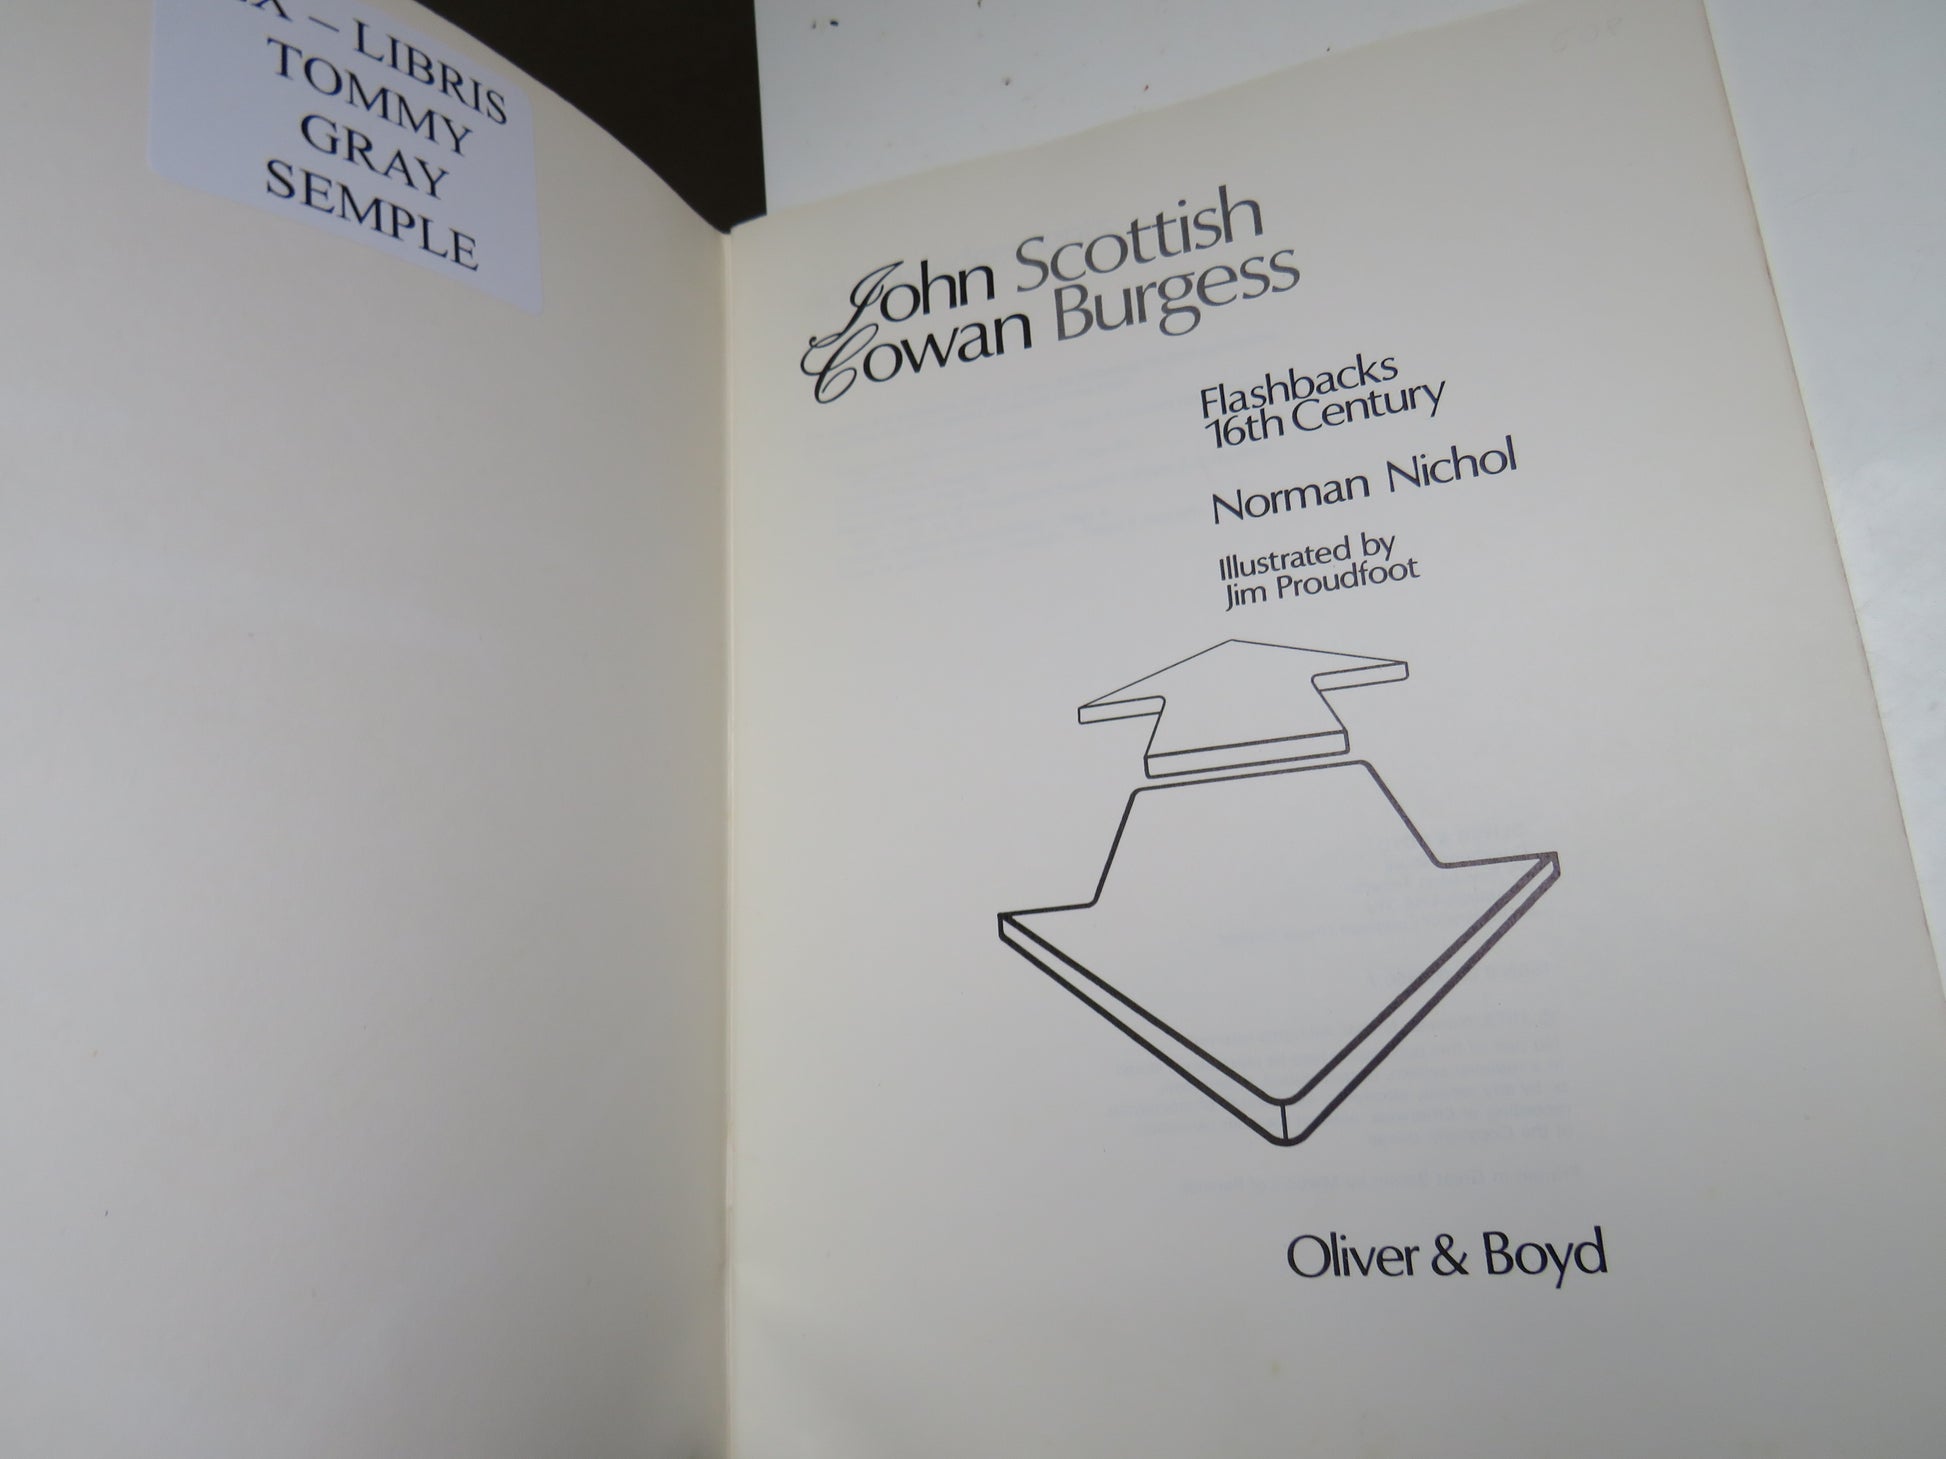 EX – LIBRIS
TOMMY
GRAY
SEMPLE
John Scottish
Cowan Burgess
Flashbacks
16th Century
Norman Nichol
Illustrated by
Jim Proudfoot
Oliver & Boyd